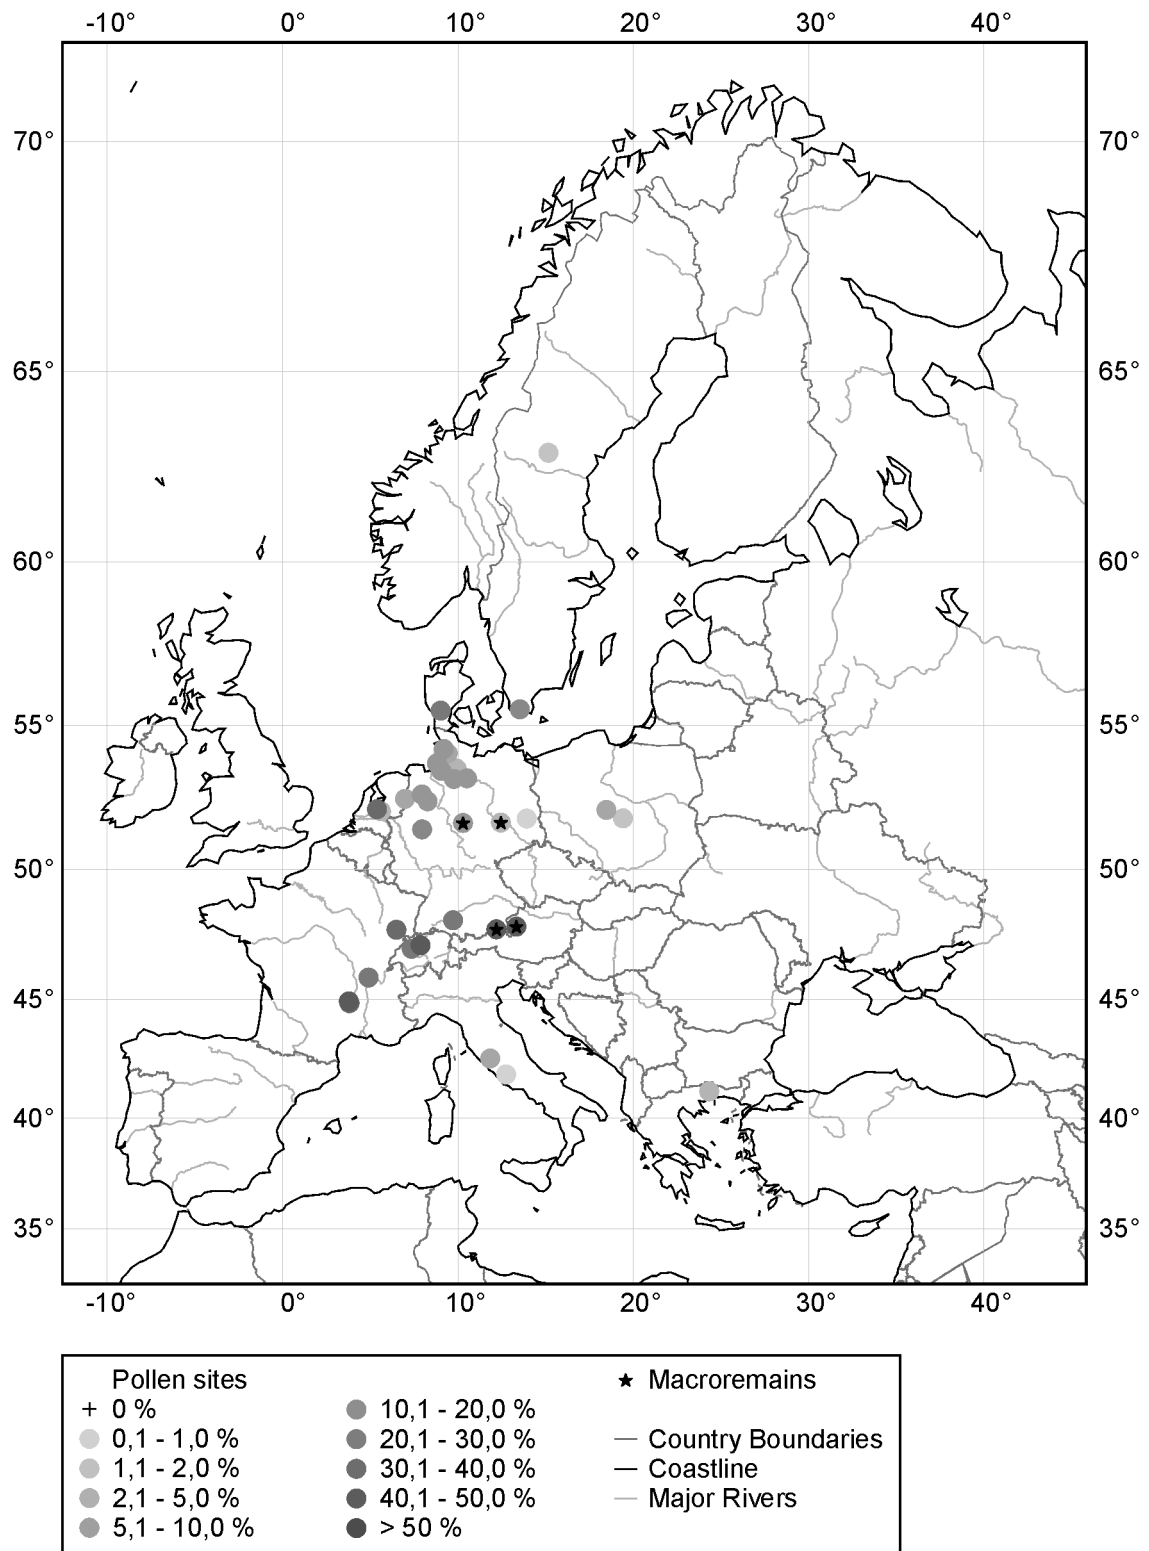 -10° 0° 10° 20° 30° 40°
70° 70°
65° 65°
60° 60°
55° 55°
50° 50°
45° 45°
40° 40°
35° 35°
-10° 0° 10° 20° 30° 40°
Pollen sites
+ 0 %
0,1 - 1,0 %
1,1 - 2,0 %
2,1 - 5,0 %
5,1 - 10,0 %
10,1 - 20,0 %
20,1 - 30,0 %
30,1 - 40,0 %
40,1 - 50,0 %
> 50 %
Macroremains
Country Boundaries
Coastline
Major Rivers